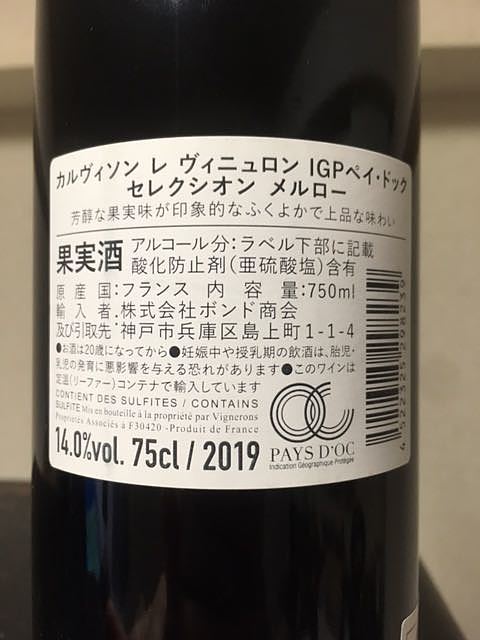 カルヴィソン レ ヴィニュロン IGPペイ・ドック
セレクシオン メルロー
芳醇な果実味が印象的なふくよかで上品な味わい
果実酒 アルコール分:ラベル下部に記載
酸化防止剤(亜硫酸塩)含有
原産国:フランス 内容量:750ml
輸入者:株式会社ボンド商会
及び引取先:神戸市兵庫区島上町1-1-4
●お酒は20歳になってから●妊娠中や授乳期の飲酒は、胎児・
乳児の発育に悪影響を与える恐れがあります●このワインは
定温(リーファー)コンテナで輸入しています
CONTIENT DES SULFITES / CONTAINS
SULFITE Mis en bouteille à la propriété par Vignerons
Propriétés Associés à F30420 -Produit de France
14.0%vol. 75cl / 2019
PAYS D'OC
Indication Géographique Protégée